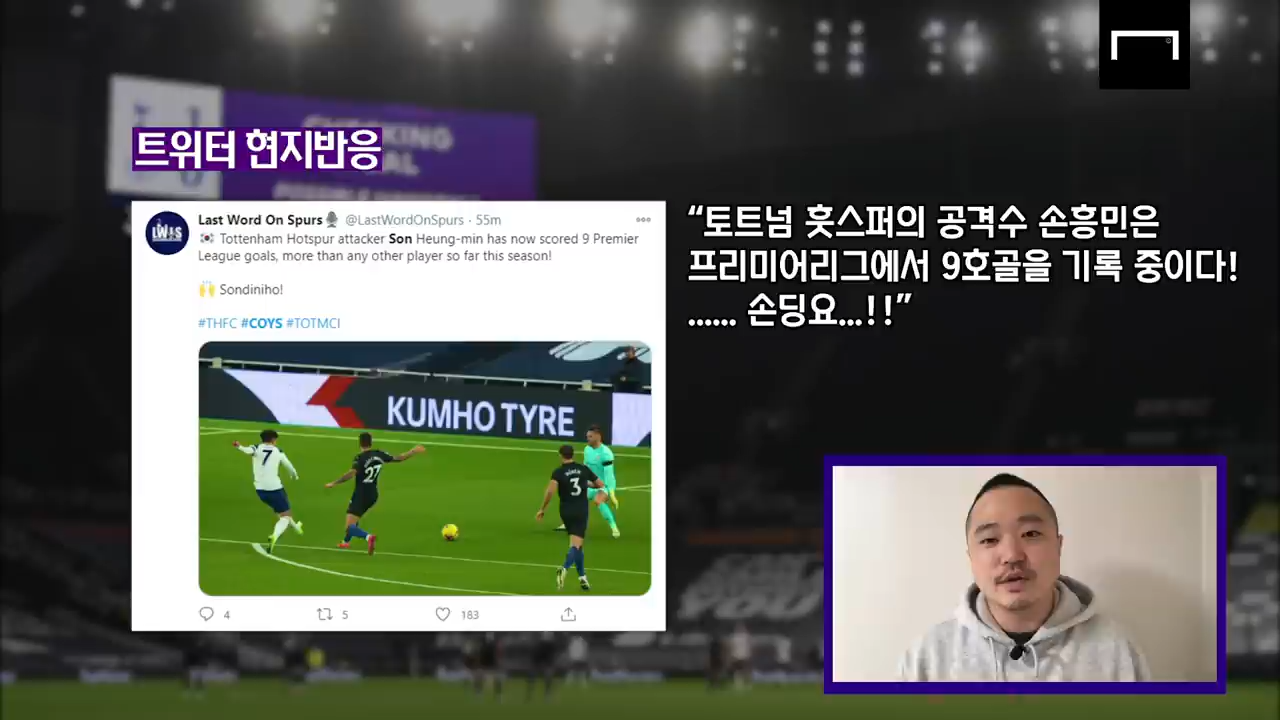 트위터 현지반응
Last Word On Spurs @LastWordOnSpurs · 55m
Tottenham Hotspur attacker Son Heung-min has now scored 9 Premier
League goals, more than any other player so far this season!
Sondiniho!
#THFC #COYS #TOTMCI
KUMHO TYRE
7
27
3
4
5
183
“토트넘 홋스퍼의 공격수 손흥민은
프리미어리그에서 9호골을 기록 중이다!
...... 손딩요...!!”